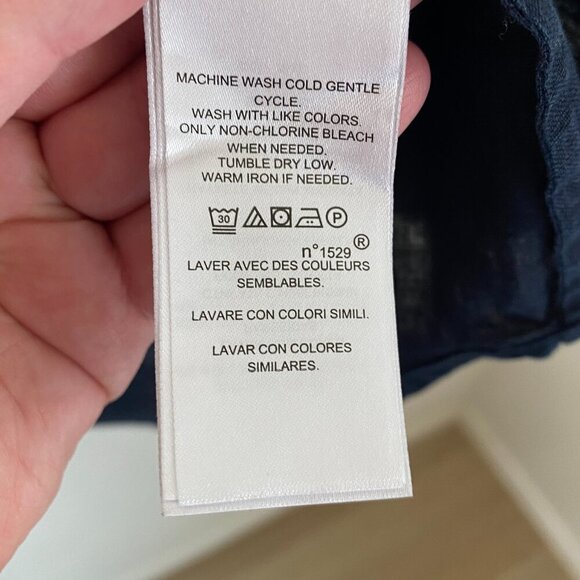 MACHINE WASH COLD GENTLE
CYCLE.
WASH WITH LIKE COLORS.
ONLY NON-CHLORINE BLEACH
WHEN NEEDED.
TUMBLE DRY LOW.
WARM IRON IF NEEDED.
30 P
n°1529®
LAVER AVEC DES COULEURS
SEMBLABLES.
LAVARE CON COLORI SIMILI.
LAVAR CON COLORES
SIMILARES.